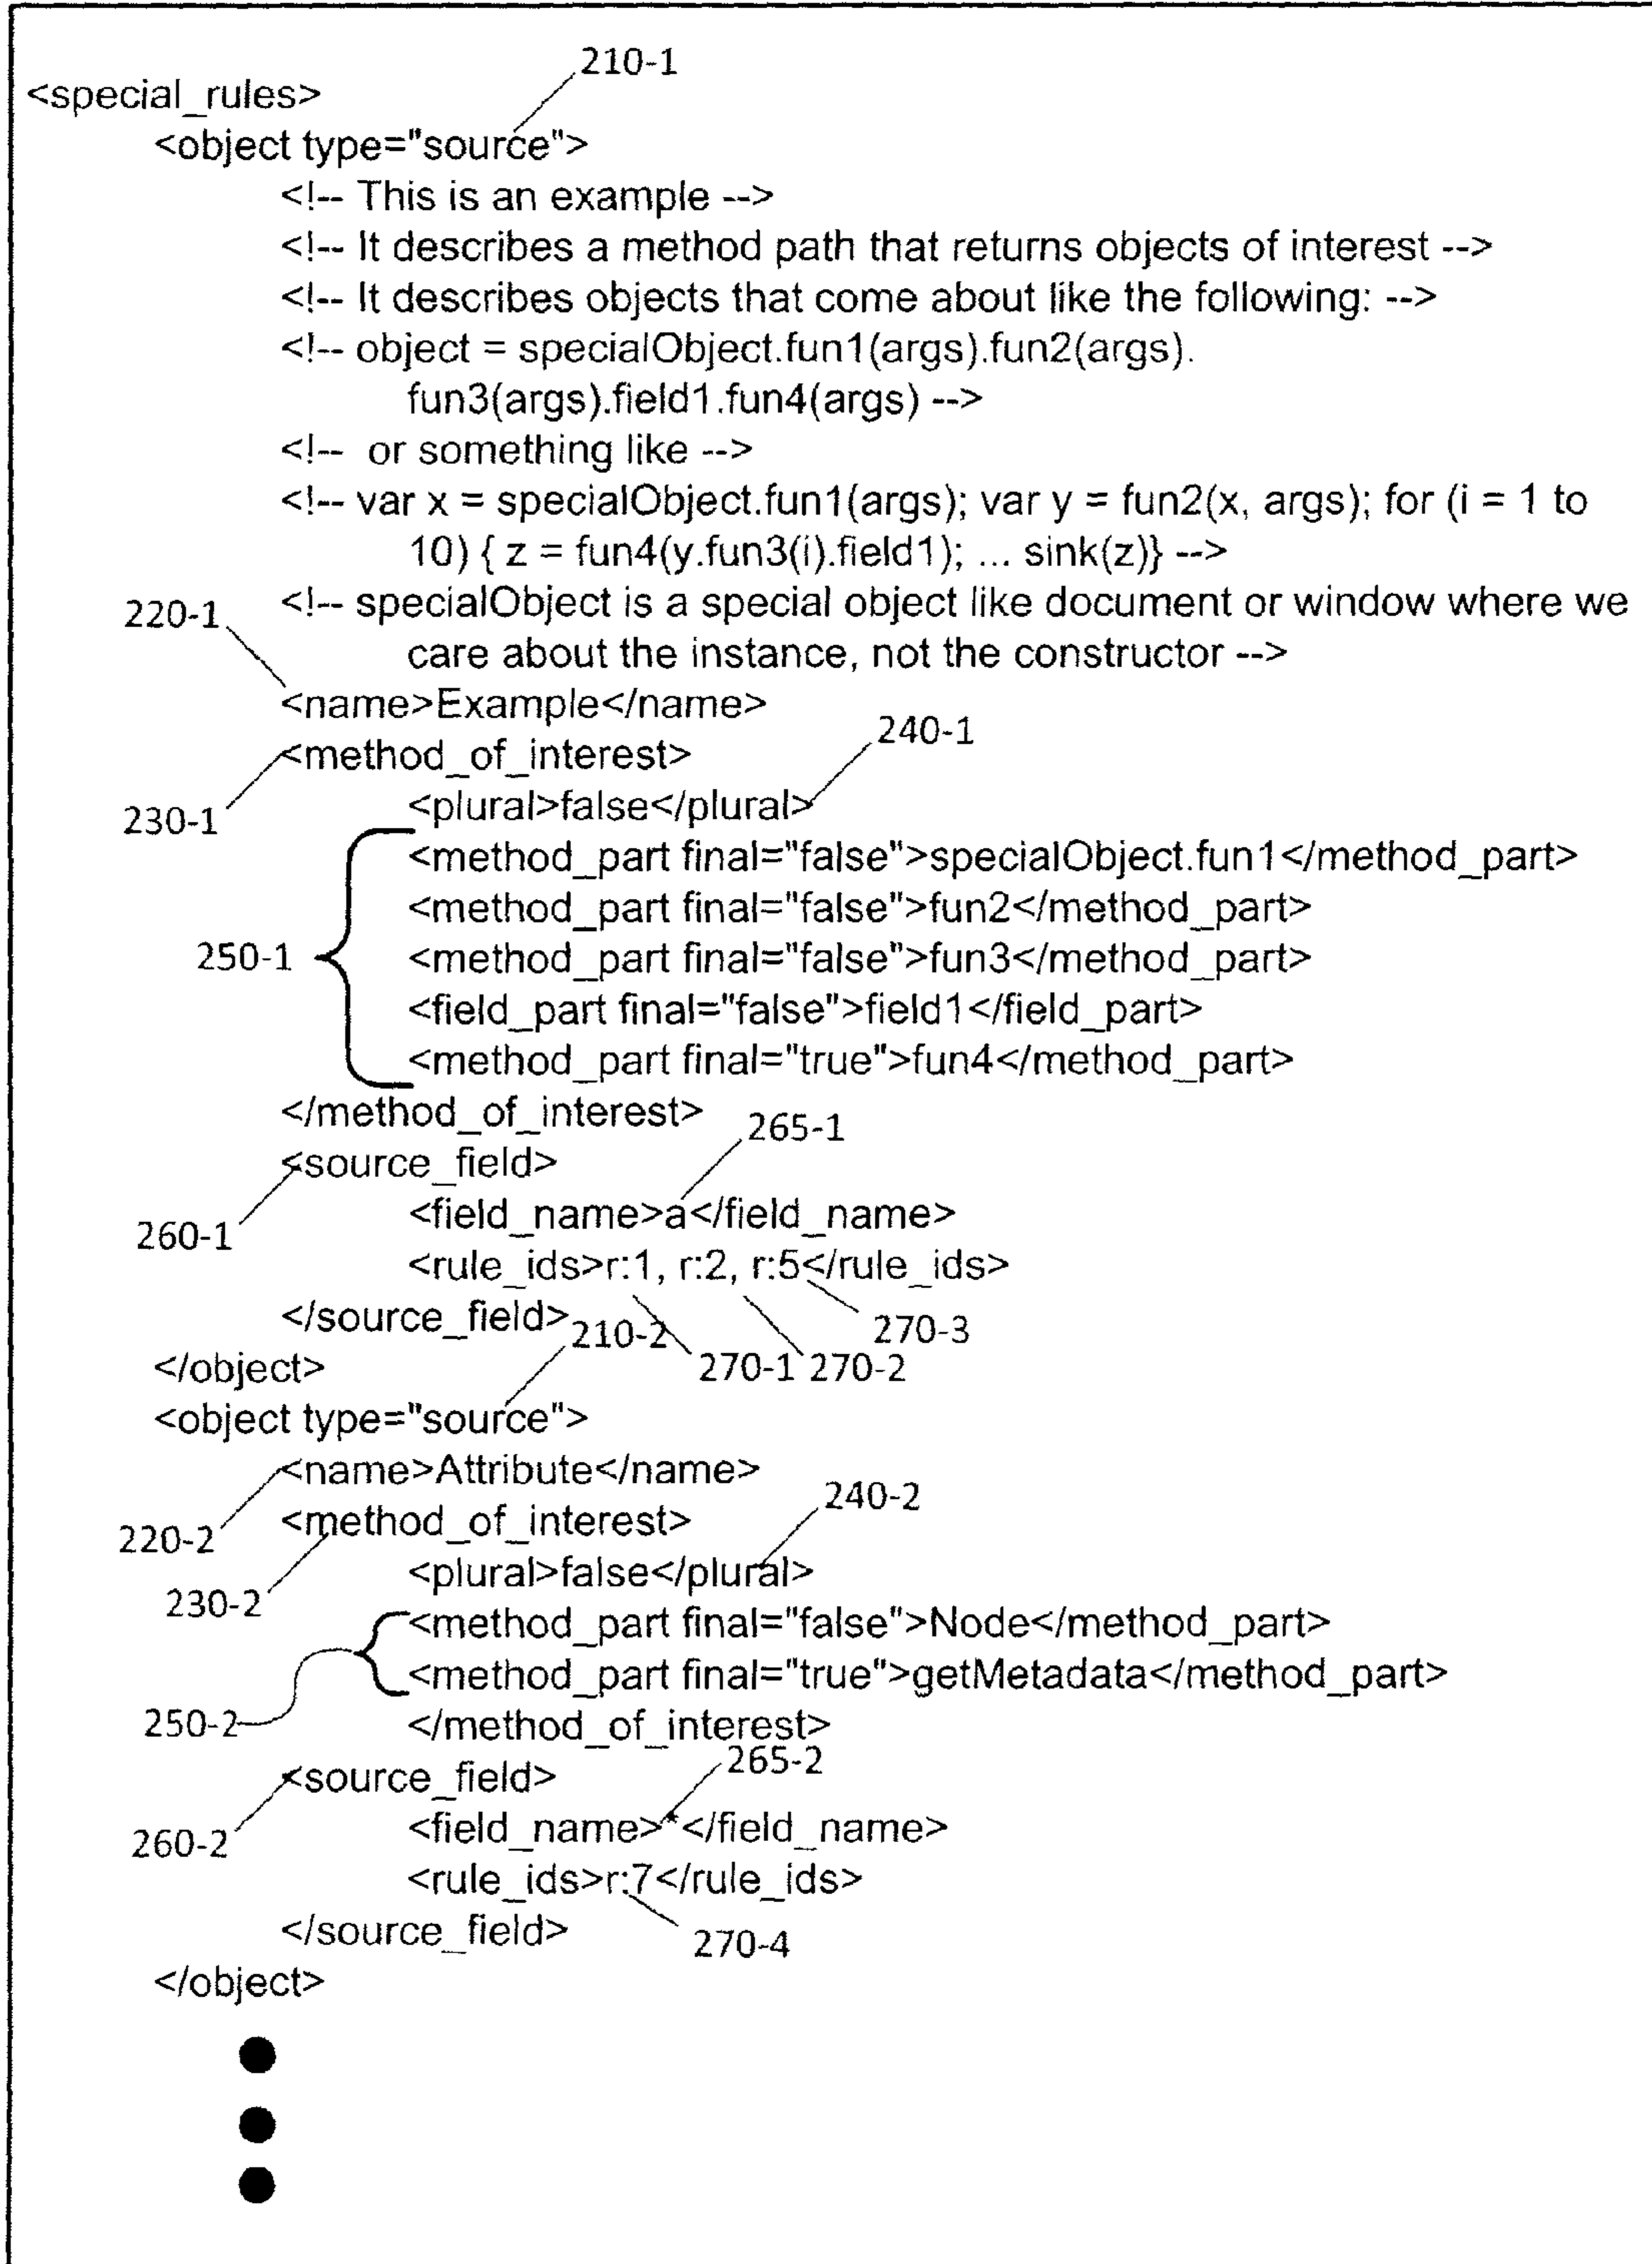 210-1
<special_rules>
<object type="source">
<!-- This is an example -->
<!-- It describes a method path that returns objects of interest -->
<!-- It describes objects that come about like the following: -->
<!-- object = specialObject.fun1(args).fun2(args).
fun3(args).field1.fun4(args) -->
<!-- or something like -->
<!-- var x = specialObject.fun1(args); var y = fun2(x, args); for (i = 1 to
10) { z = fun4(y.fun3(i).field1); ... sink(z)} -->
220-1 <!-- specialObject is a special object like document or window where we
care about the instance, not the constructor -->
<name>Example</name>
240-1
<method_of_interest>
230-1 <plural>false</plural>
<method_part final="false">specialObject.fun1</method_part>
<method_part final="false">fun2</method_part>
250-1 <method_part final="false">fun3</method_part>
<field_part final="false">field1</field_part>
<method_part final="true">fun4</method_part>
</method_of_interest>
265-1
<source_field>
260-1 <field_name>a</field_name>
<rule_ids>r:1, r:2, r:5</rule_ids>
</source_field> 210-2 270-3
</object> 270-1 270-2
<object type="source">
<name>Attribute</name>
240-2
220-2 <method_of_interest>
230-2 <plural>false</plural>
<method_part final="false">Node</method_part>
<method_part final="true">getMetadata</method_part>
250-2 </method_of_interest>
265-2
<source_field>
260-2 <field_name>*</field_name>
<rule_ids>r:7</rule_ids>
</source_field> 270-4
</object>